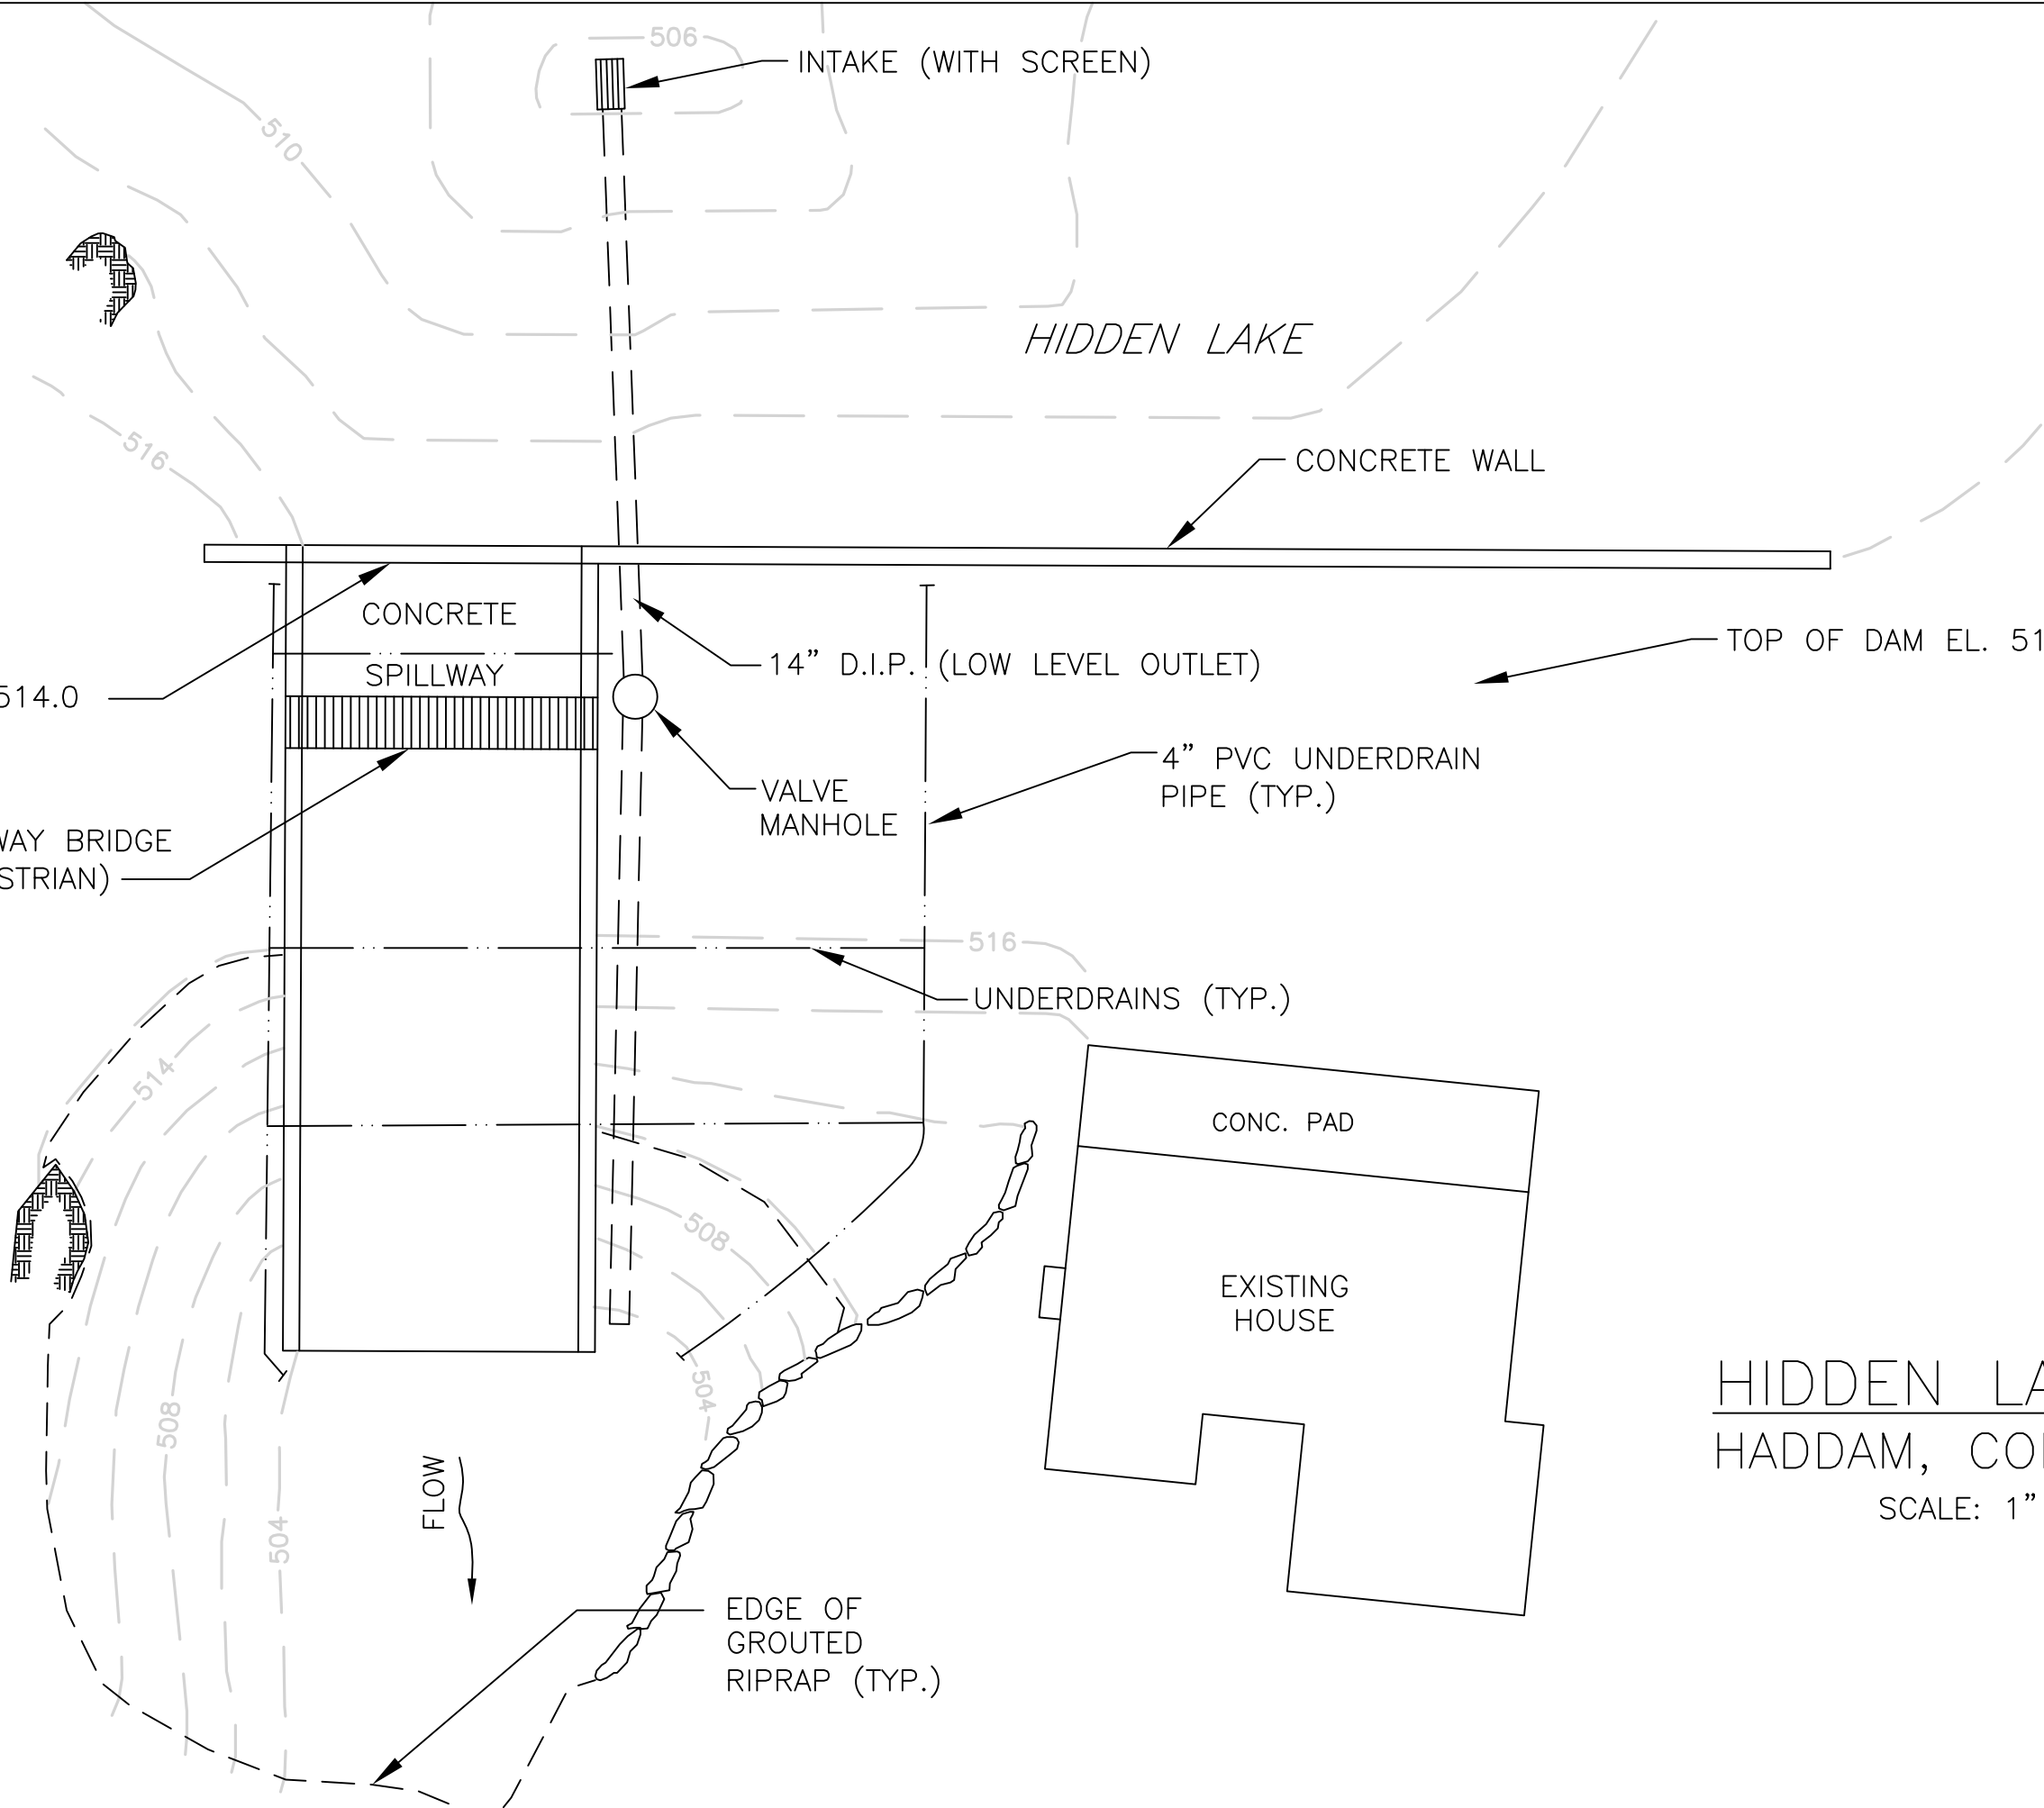 506
INTAKE (WITH SCREEN)
510
HIDDEN LAKE
516
CONCRETE WALL
CONCRETE
SPILLWAY
14" D.I.P. (LOW LEVEL OUTLET)
TOP OF DAM EL. 51
514.0
4" PVC UNDERDRAIN
PIPE (TYP.)
VALVE
MANHOLE
WAY BRIDGE
STRIAN)
516
UNDERDRAINS (TYP.)
514
CONC. PAD
508
EXISTING
HOUSE
504
508
HIDDEN LA
HADDAM, CO
SCALE: 1"
FLOW
504
EDGE OF
GROUTED
RIPRAP (TYP.)